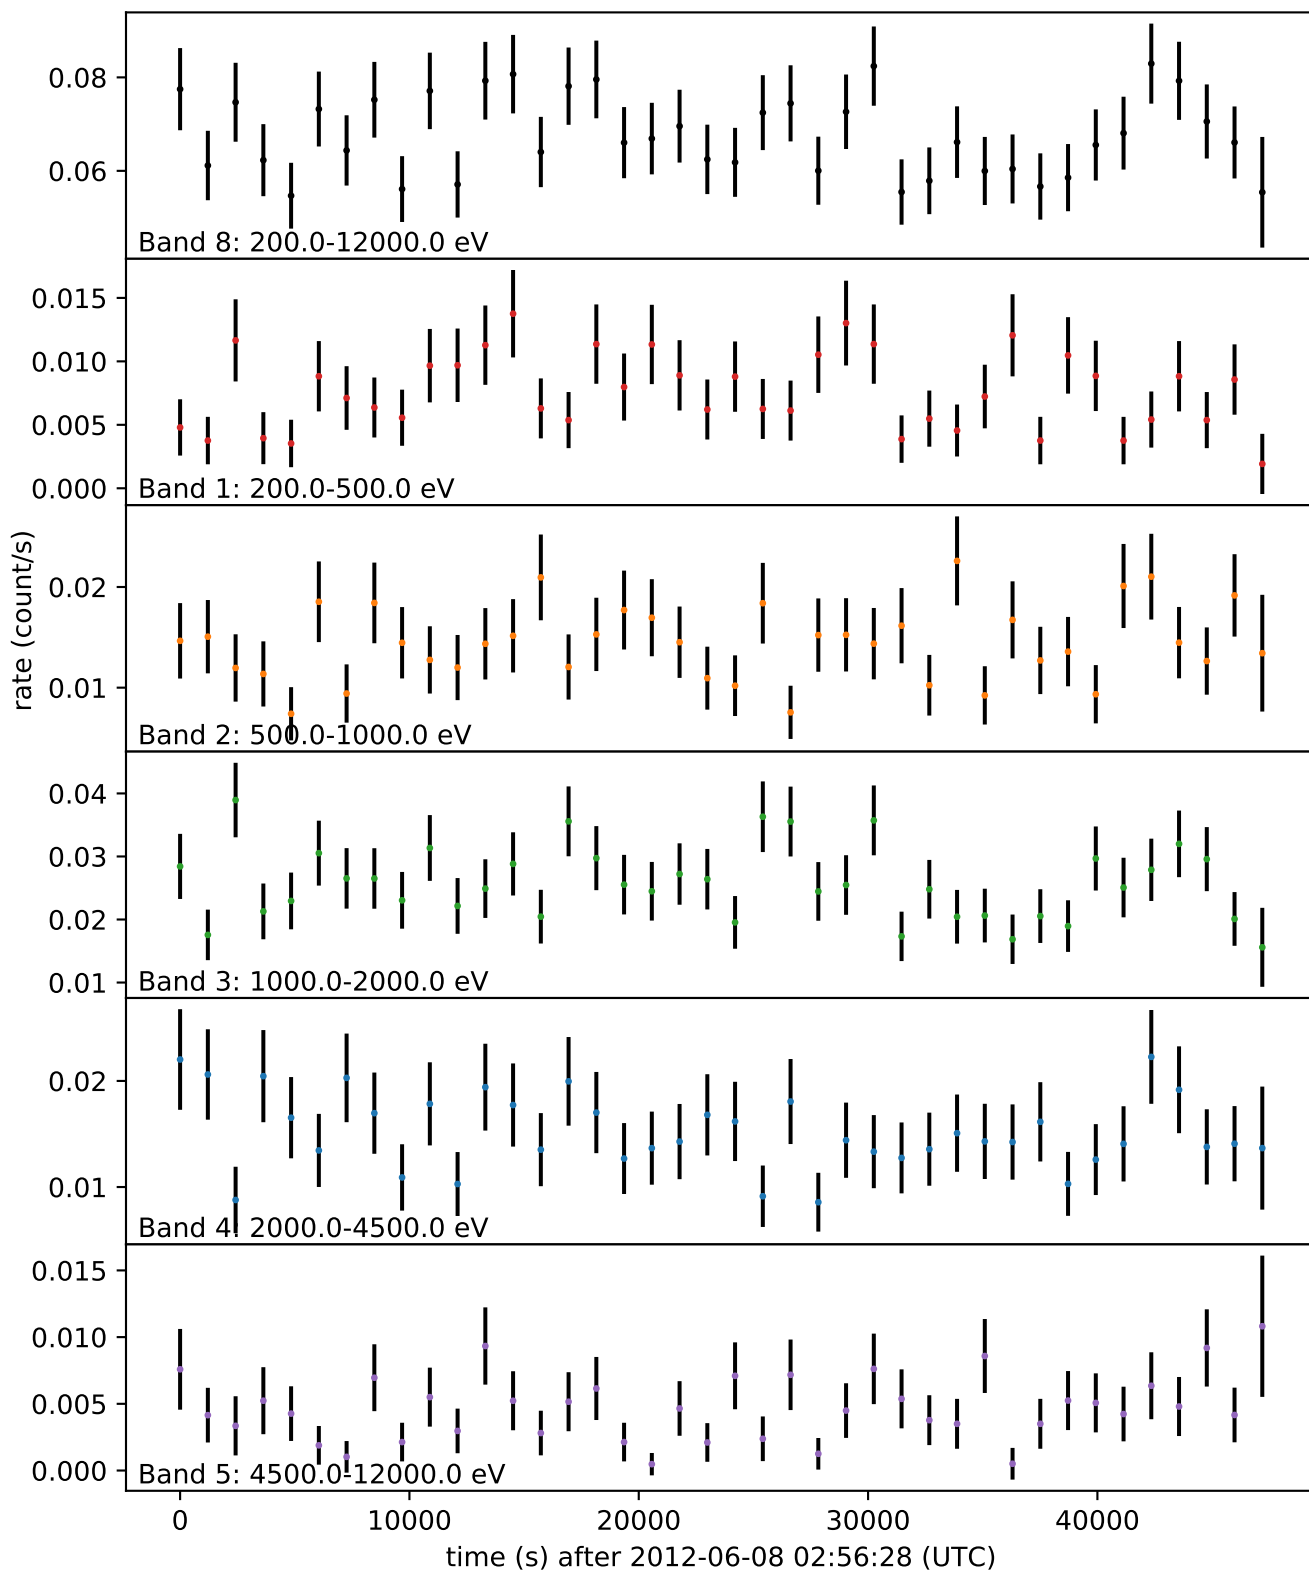 0.08
0.06
Band 8: 200.0-12000.0 eV
0.015
0.010
0.005
0.000
Band 1: 200.0-500.0 eV
0.02
0.01
Band 2: 500.0-1000.0 eV
rate (count/s)
0.04
0.03
0.02
0.01
Band 3: 1000.0-2000.0 eV
0.02
0.01
Band 4: 2000.0-4500.0 eV
0.015
0.010
0.005
0.000
Band 5: 4500.0-12000.0 eV
0 10000 20000 30000 40000
time (s) after 2012-06-08 02:56:28 (UTC)